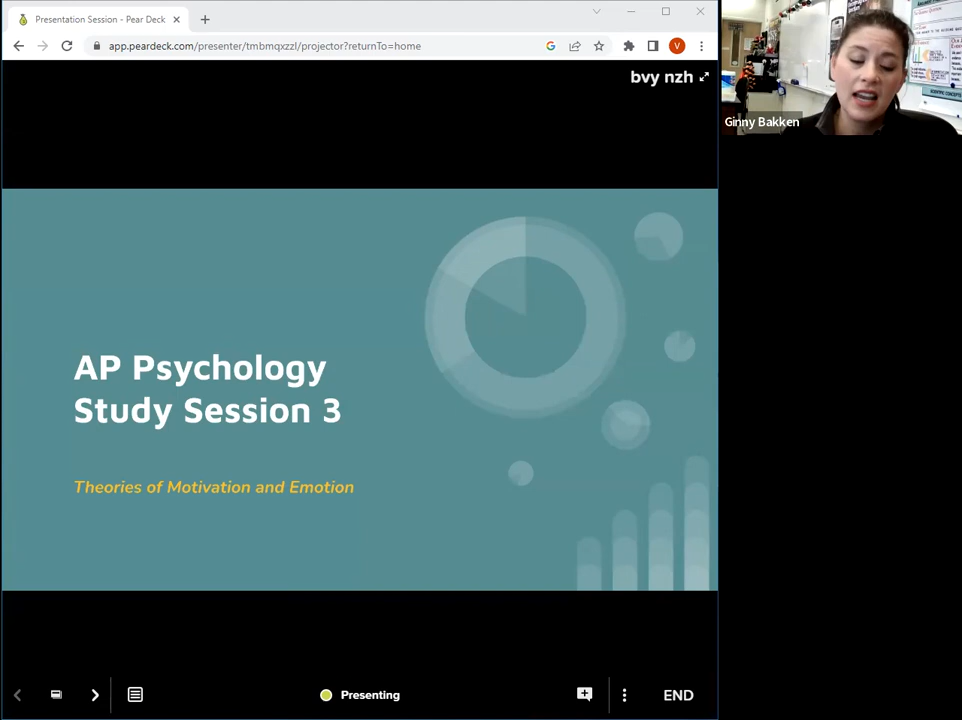 Presentation Session - Pear Deck
app.peardeck.com/presenter/tmbmqxzzl/projector?returnTo=home
V
bvy nzh
Ginny Bakken
AP Psychology
Study Session 3
Theories of Motivation and Emotion
Presenting
END